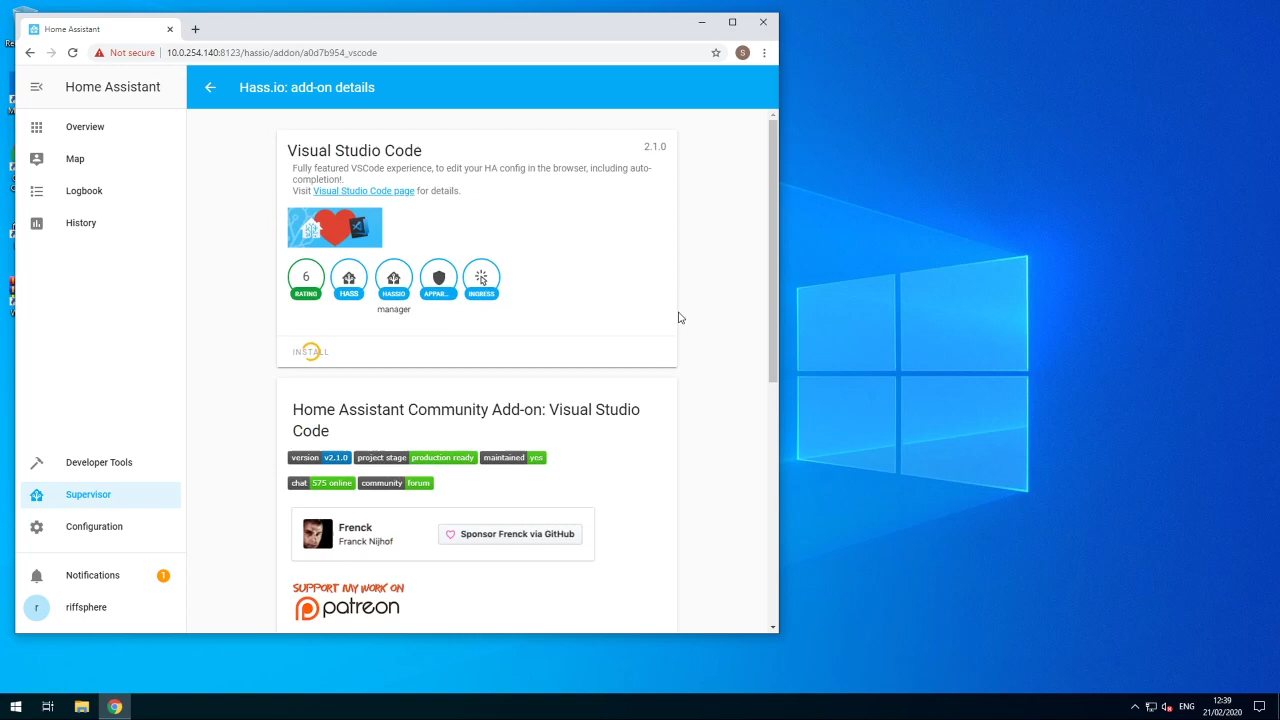 Home Assistant
Not secure
10.0.254.140:8123/hassio/addon/a0d7b954_vscode
S
Home Assistant
Hass.io: add-on details
Overview
Map
Logbook
History
Developer Tools
Supervisor
Configuration
Notifications
1
r
riffsphere
Visual Studio Code
2.1.0
Fully featured VSCode experience, to edit your HA config in the browser, including auto-
completion!.
Visit Visual Studio Code page for details.
6
RATING
HASS
HASSIO
APPAR...
INGRESS
manager
INSTALL
Home Assistant Community Add-on: Visual Studio
Code
version v2.1.0 project stage production ready maintained yes
chat 575 online community forum
Frenck
Franck Nijhof
Sponsor Frenck via GitHub
SUPPORT MY WORK ON
patreon
ENG
12:39
21/02/2020